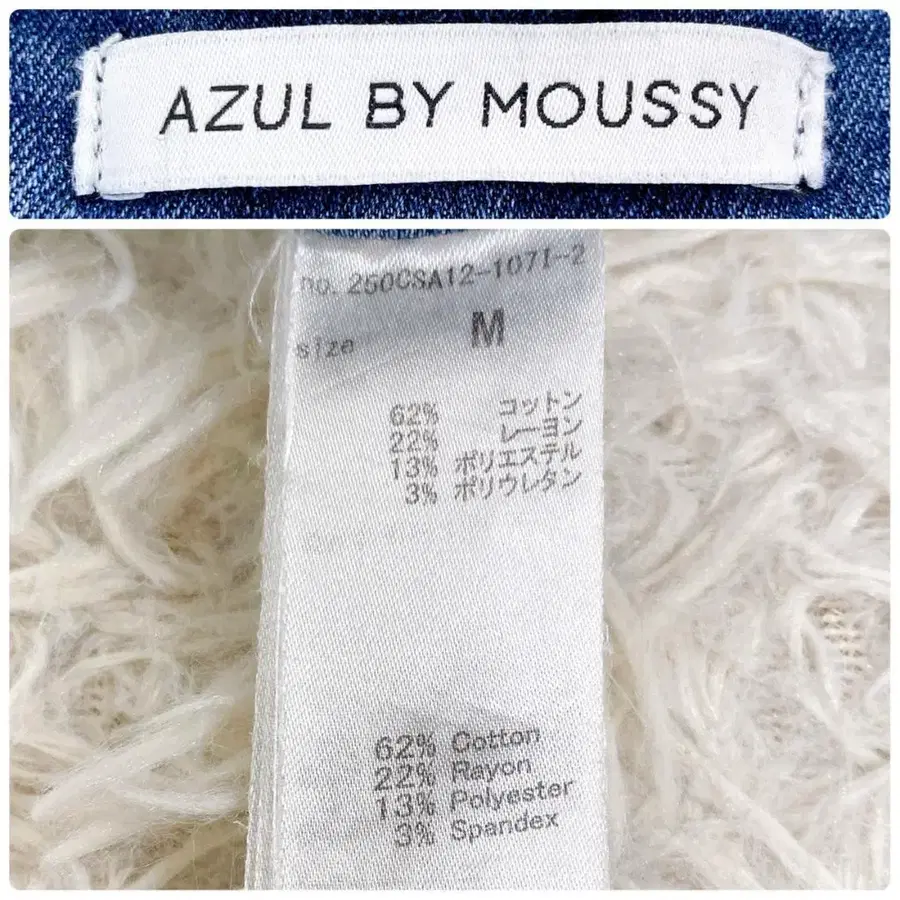 AZUL BY MOUSSY
no. 250CSA12-1071-2
size M
62% コットン
22% レーヨン
13% ポリエステル
3% ポリウレタン
62% Cotton
22% Rayon
13% Polyester
3% Spandex